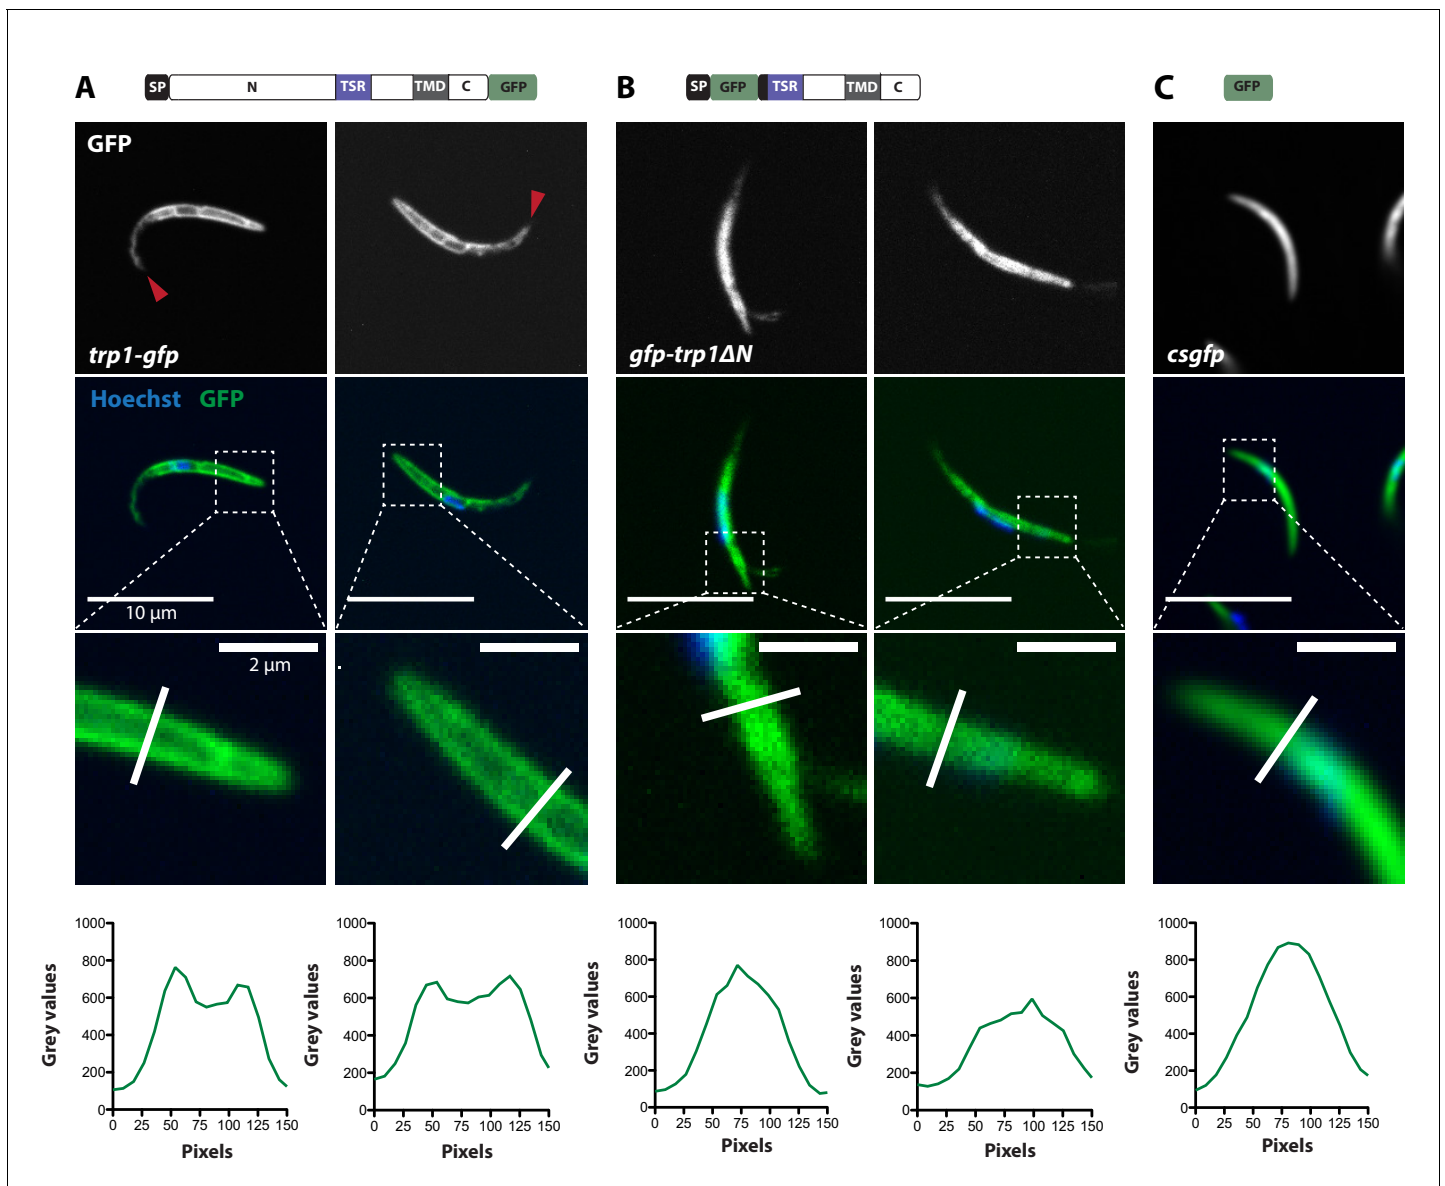 A SP N TSR TMD C GFP
B SP GFP TSR TMD C
C GFP
GFP
trp1-gfp
gfp-trp1ΔN
csgfp
Hoechst GFP
10 µm
2 µm
Grey values
1000
800
600
400
200
0
0 25 50 75 100 125 150
Pixels
Grey values
1000
800
600
400
200
0
0 25 50 75 100 125 150
Pixels
Grey values
1000
800
600
400
200
0
0 25 50 75 100 125 150
Pixels
Grey values
1000
800
600
400
200
0
0 25 50 75 100 125 150
Pixels
Grey values
1000
800
600
400
200
0
0 25 50 75 100 125 150
Pixels